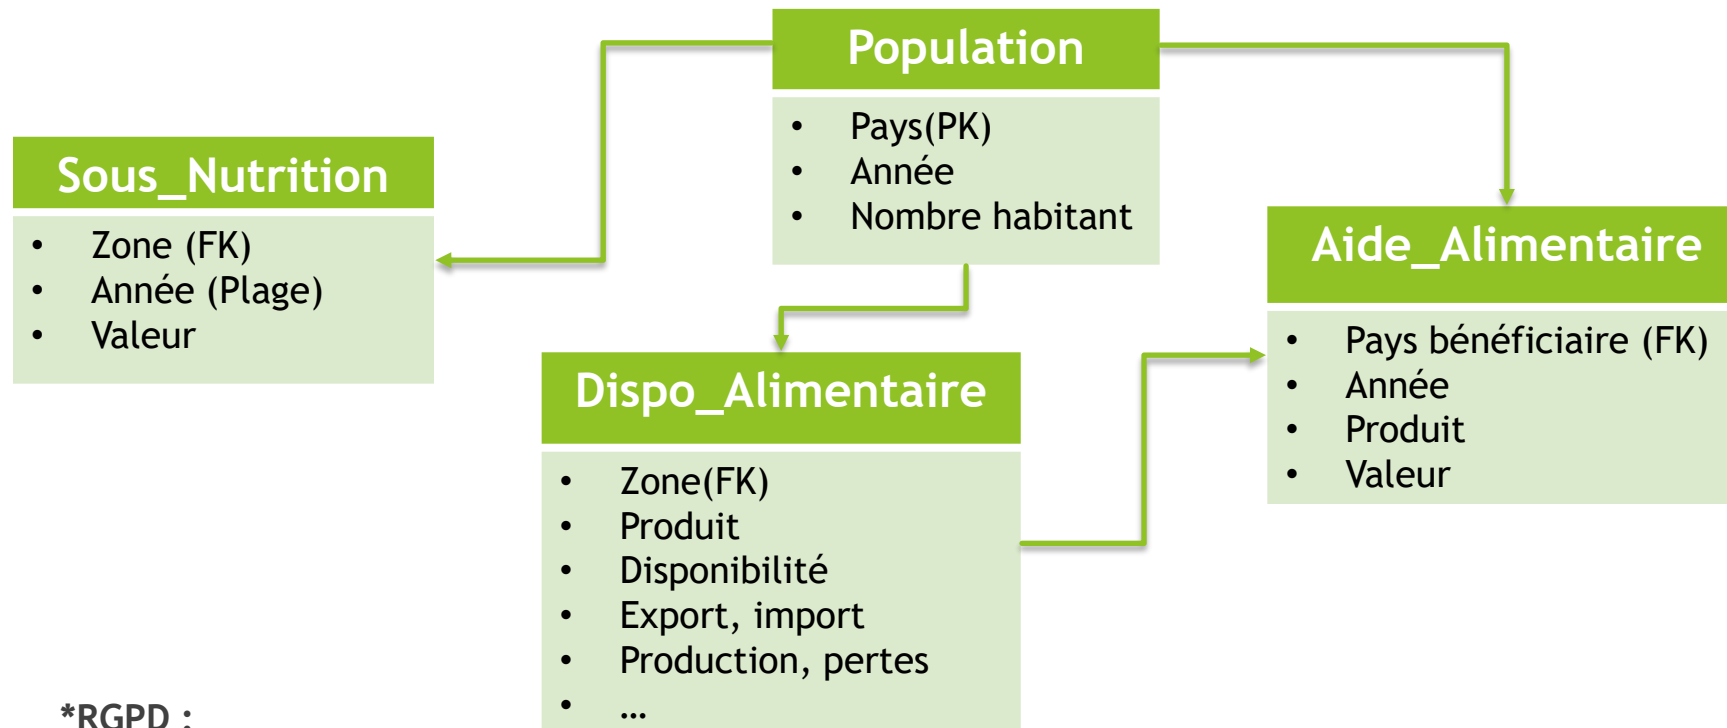 Population
• Pays(PK)
• Année
• Nombre habitant
Sous_Nutrition
• Zone (FK)
• Année (Plage)
• Valeur
Aide_Alimentaire
• Pays bénéficiaire (FK)
• Année
• Produit
• Valeur
Dispo_Alimentaire
• Zone(FK)
• Produit
• Disponibilité
• Export, import
• Production, pertes
• …
*RGPD :